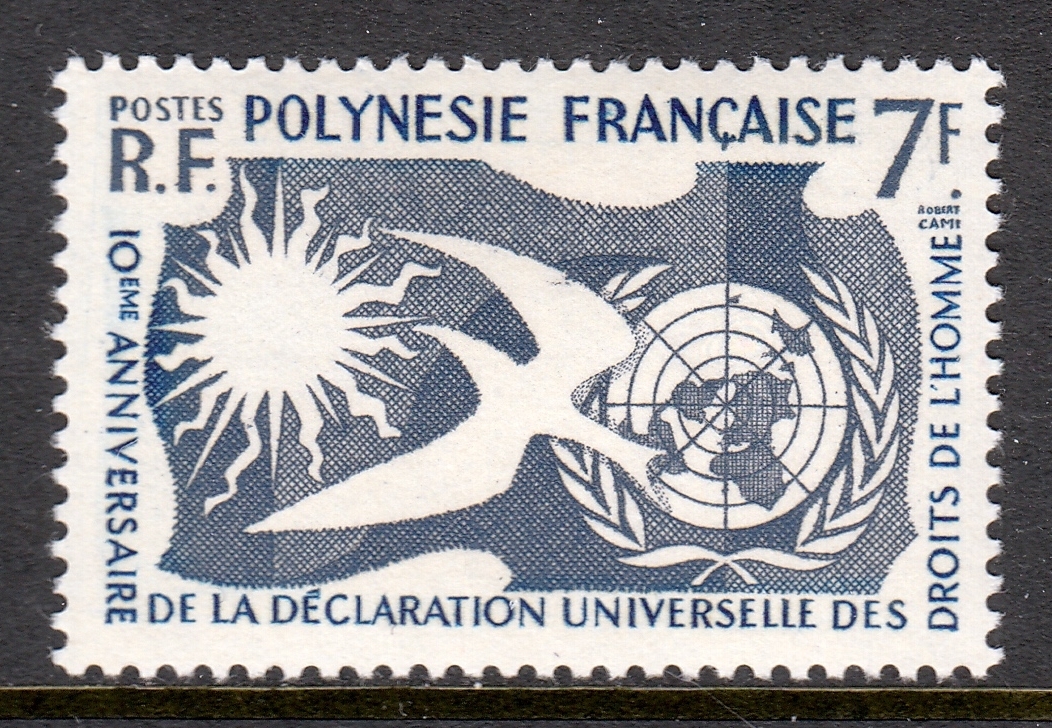 POSTES
R.F.
POLYNESIE FRANÇAISE
7F
ROBERT
CAMI
10EME ANNIVERSAIRE
DE LA DÉCLARATION UNIVERSELLE DES
DROITS DE L'HOMME.